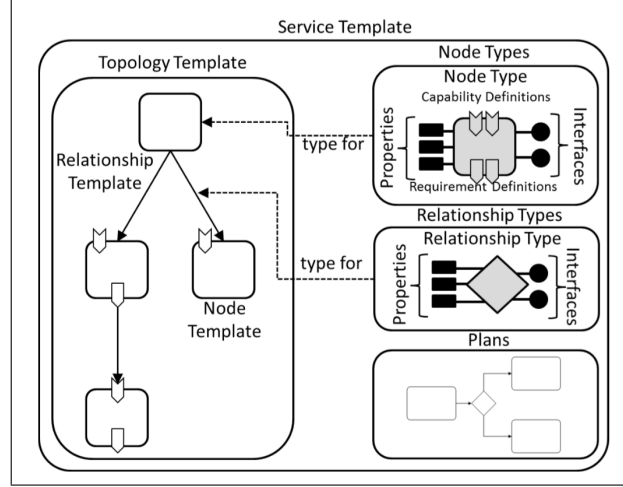 Service Template
Topology Template
Relationship
Template
Node
Template
type for
type for
Node Types
Node Type
Capability Definitions
Properties
Interfaces
Requirement Definitions
Relationship Types
Relationship Type
Properties
Interfaces
Plans